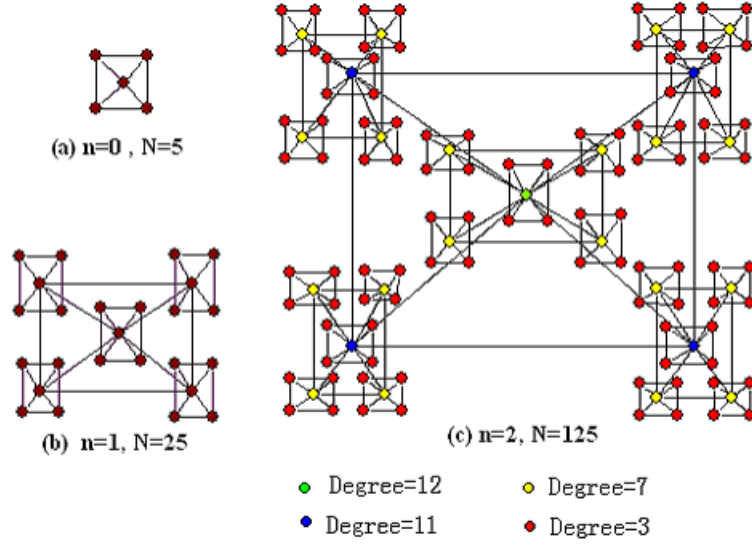 (a) n=0 , N=5
(b) n=1, N=25
(c) n=2, N=125
Degree=12
Degree=7
Degree=11
Degree=3